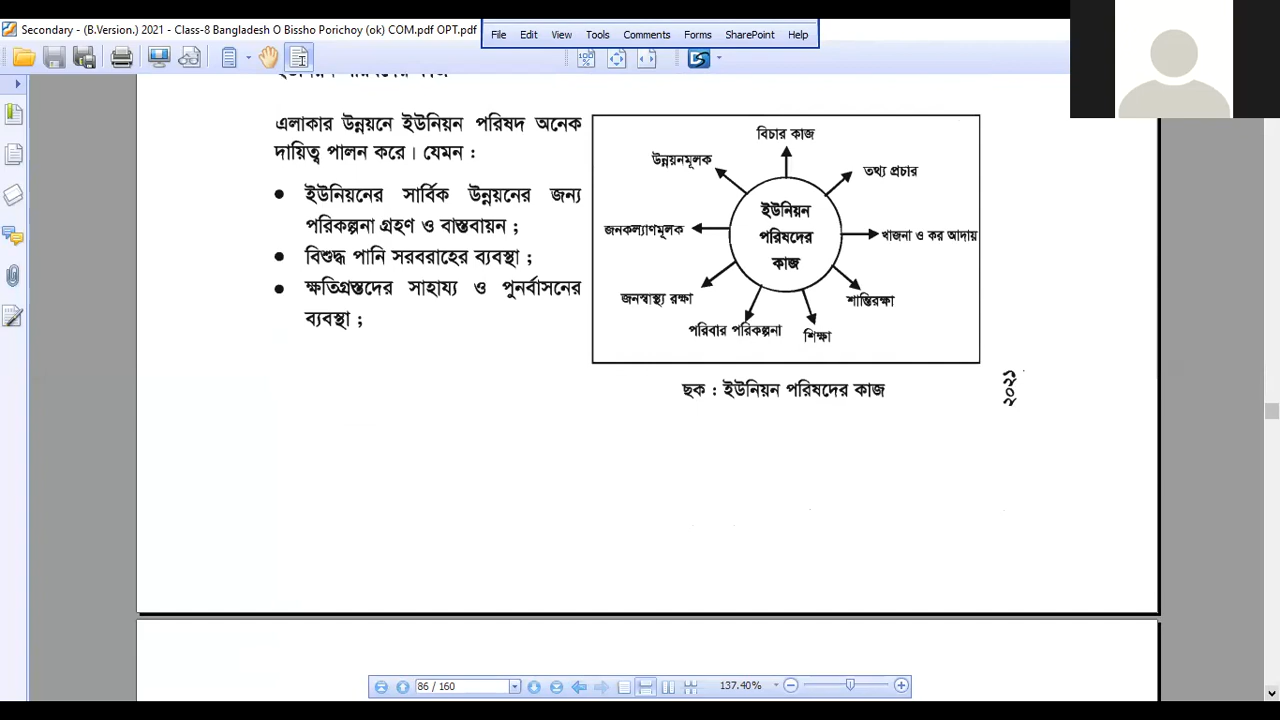 Secondary - (B.Version.) 2021 - Class-8 Bangladesh O Bissho Porichoy (ok) COM.pdf OPT.pdf
File Edit View Tools Comments Forms SharePoint Help
এলাকার উন্নয়নে ইউনিয়ন পরিষদ অনেক
দায়িত্ব পালন করে। যেমন :
● ইউনিয়নের সার্বিক উন্নয়নের জন্য
পরিকল্পনা গ্রহণ ও বাস্তবায়ন ;
● বিশুদ্ধ পানি সরবরাহের ব্যবস্থা ;
● ক্ষতিগ্রস্তদের সাহায্য ও পুনর্বাসনের
ব্যবস্থা ;
বিচার কাজ
উন্নয়নমূলক
তথ্য প্রচার
ইউনিয়ন
পরিষদের
কাজ
জনকল্যাণমূলক
খাজনা ও কর আদায়
জনস্বাস্থ্য রক্ষা
শান্তিরক্ষা
পরিবার পরিকল্পনা
শিক্ষা
ছক : ইউনিয়ন পরিষদের কাজ
২০২১
86 / 160
137.40%